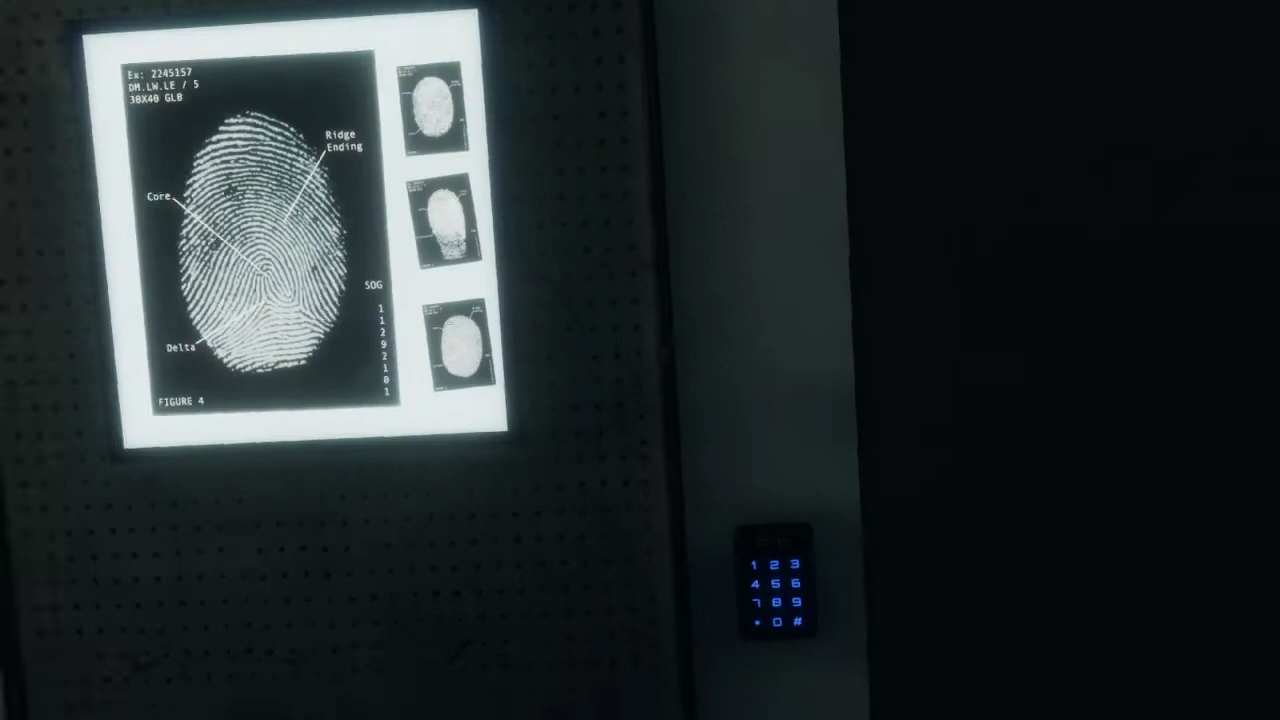 Ex: 2245157
DM.LW.LE / 5
30X40 GLB
Ridge
Ending
Core
SOG
1
1
2
9
2
1
0
1
Delta
FIGURE 4
1 2 3
4 5 6
7 8 9
* 0 #